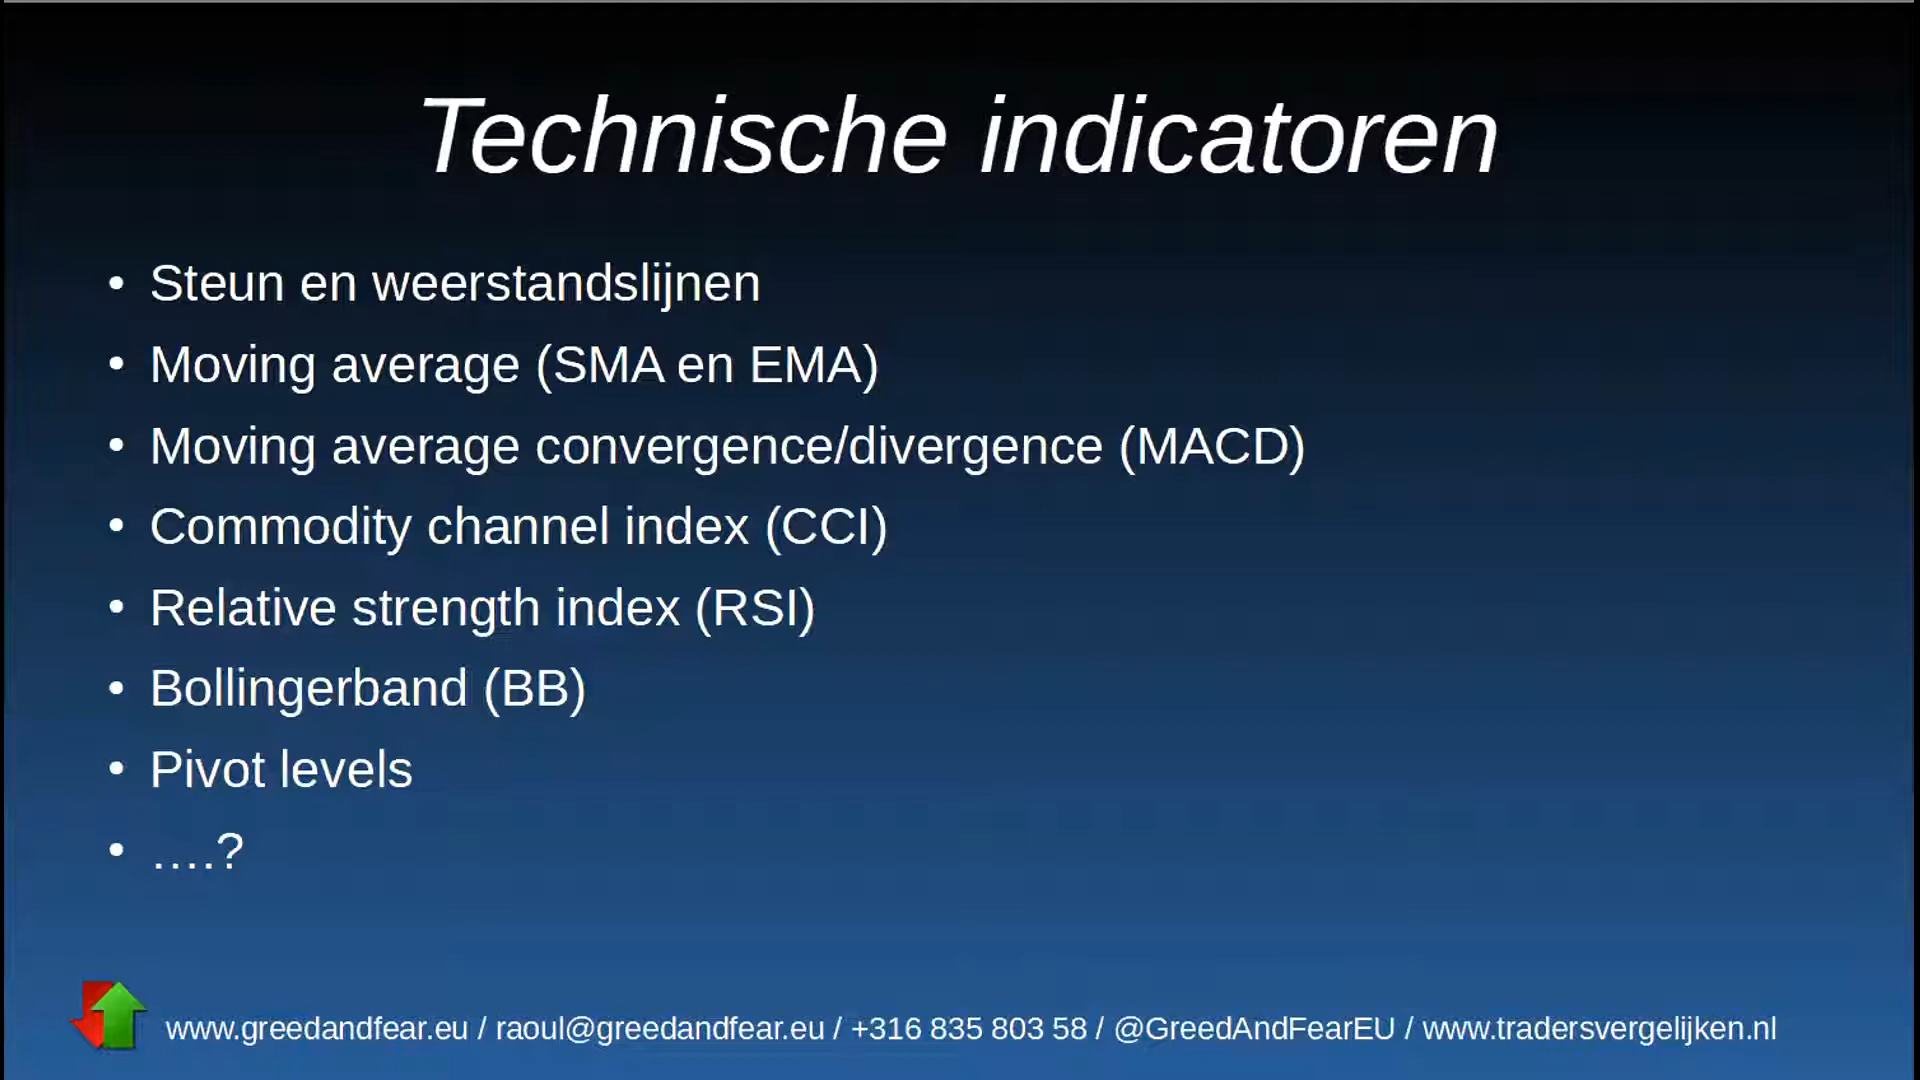 Technische indicatoren
• Steun en weerstandslijnen
• Moving average (SMA en EMA)
• Moving average convergence/divergence (MACD)
• Commodity channel index (CCI)
• Relative strength index (RSI)
• Bollingerband (BB)
• Pivot levels
• ….?
www.greedandfear.eu / raoul@greedandfear.eu / +316 835 803 58 / @GreedAndFearEU / www.tradersvergelijken.nl